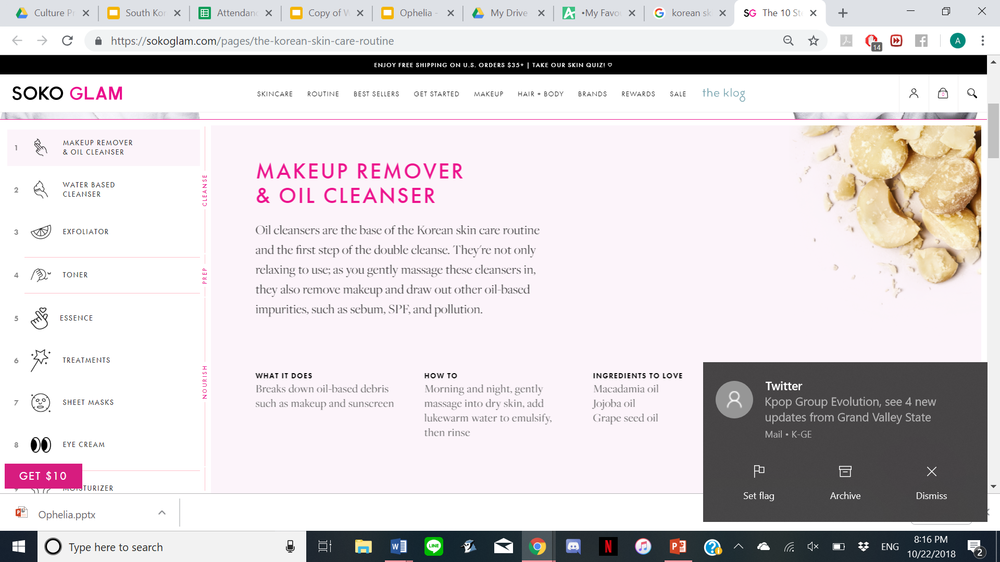 Culture Pr
South Kor
Attendanc
Copy of W
Ophelia -
My Drive
•My Favou
korean sk
SG The 10 Ste
https://sokoglam.com/pages/the-korean-skin-care-routine
14
A
ENJOY FREE SHIPPING ON U.S. ORDERS $35+ | TAKE OUR SKIN QUIZ! ♡
SOKO GLAM
SKINCARE ROUTINE BEST SELLERS GET STARTED MAKEUP HAIR + BODY BRANDS REWARDS SALE the klog
0
1 MAKEUP REMOVER
& OIL CLEANSER
2 WATER BASED
CLEANSER
3 EXFOLIATOR
CLEANSE
4 TONER
PREP
5 ESSENCE
6 TREATMENTS
7 SHEET MASKS
8 EYE CREAM
NOURISH
MOISTURIZER
GET $10
MAKEUP REMOVER
& OIL CLEANSER
Oil cleansers are the base of the Korean skin care routine
and the first step of the double cleanse. They're not only
relaxing to use; as you gently massage these cleansers in,
they also remove makeup and draw out other oil-based
impurities, such as sebum, SPF, and pollution.
WHAT IT DOES
Breaks down oil-based debris
such as makeup and sunscreen
HOW TO
Morning and night, gently
massage into dry skin, add
lukewarm water to emulsify,
then rinse
INGREDIENTS TO LOVE
Macadamia oil
Jojoba oil
Grape seed oil
Twitter
Kpop Group Evolution, see 4 new
updates from Grand Valley State
Mail • K-GE
Set flag
Archive
Dismiss
Ophelia.pptx
Type here to search
LINE
ENG
8:16 PM
10/22/2018
2